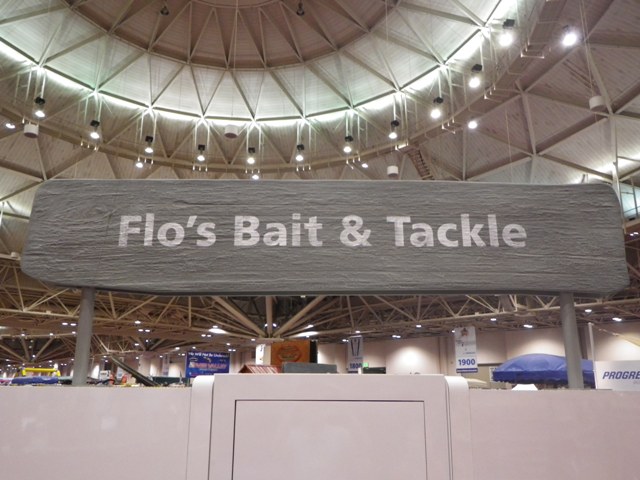 Flo's Bait & Tackle
1900
PROGRE